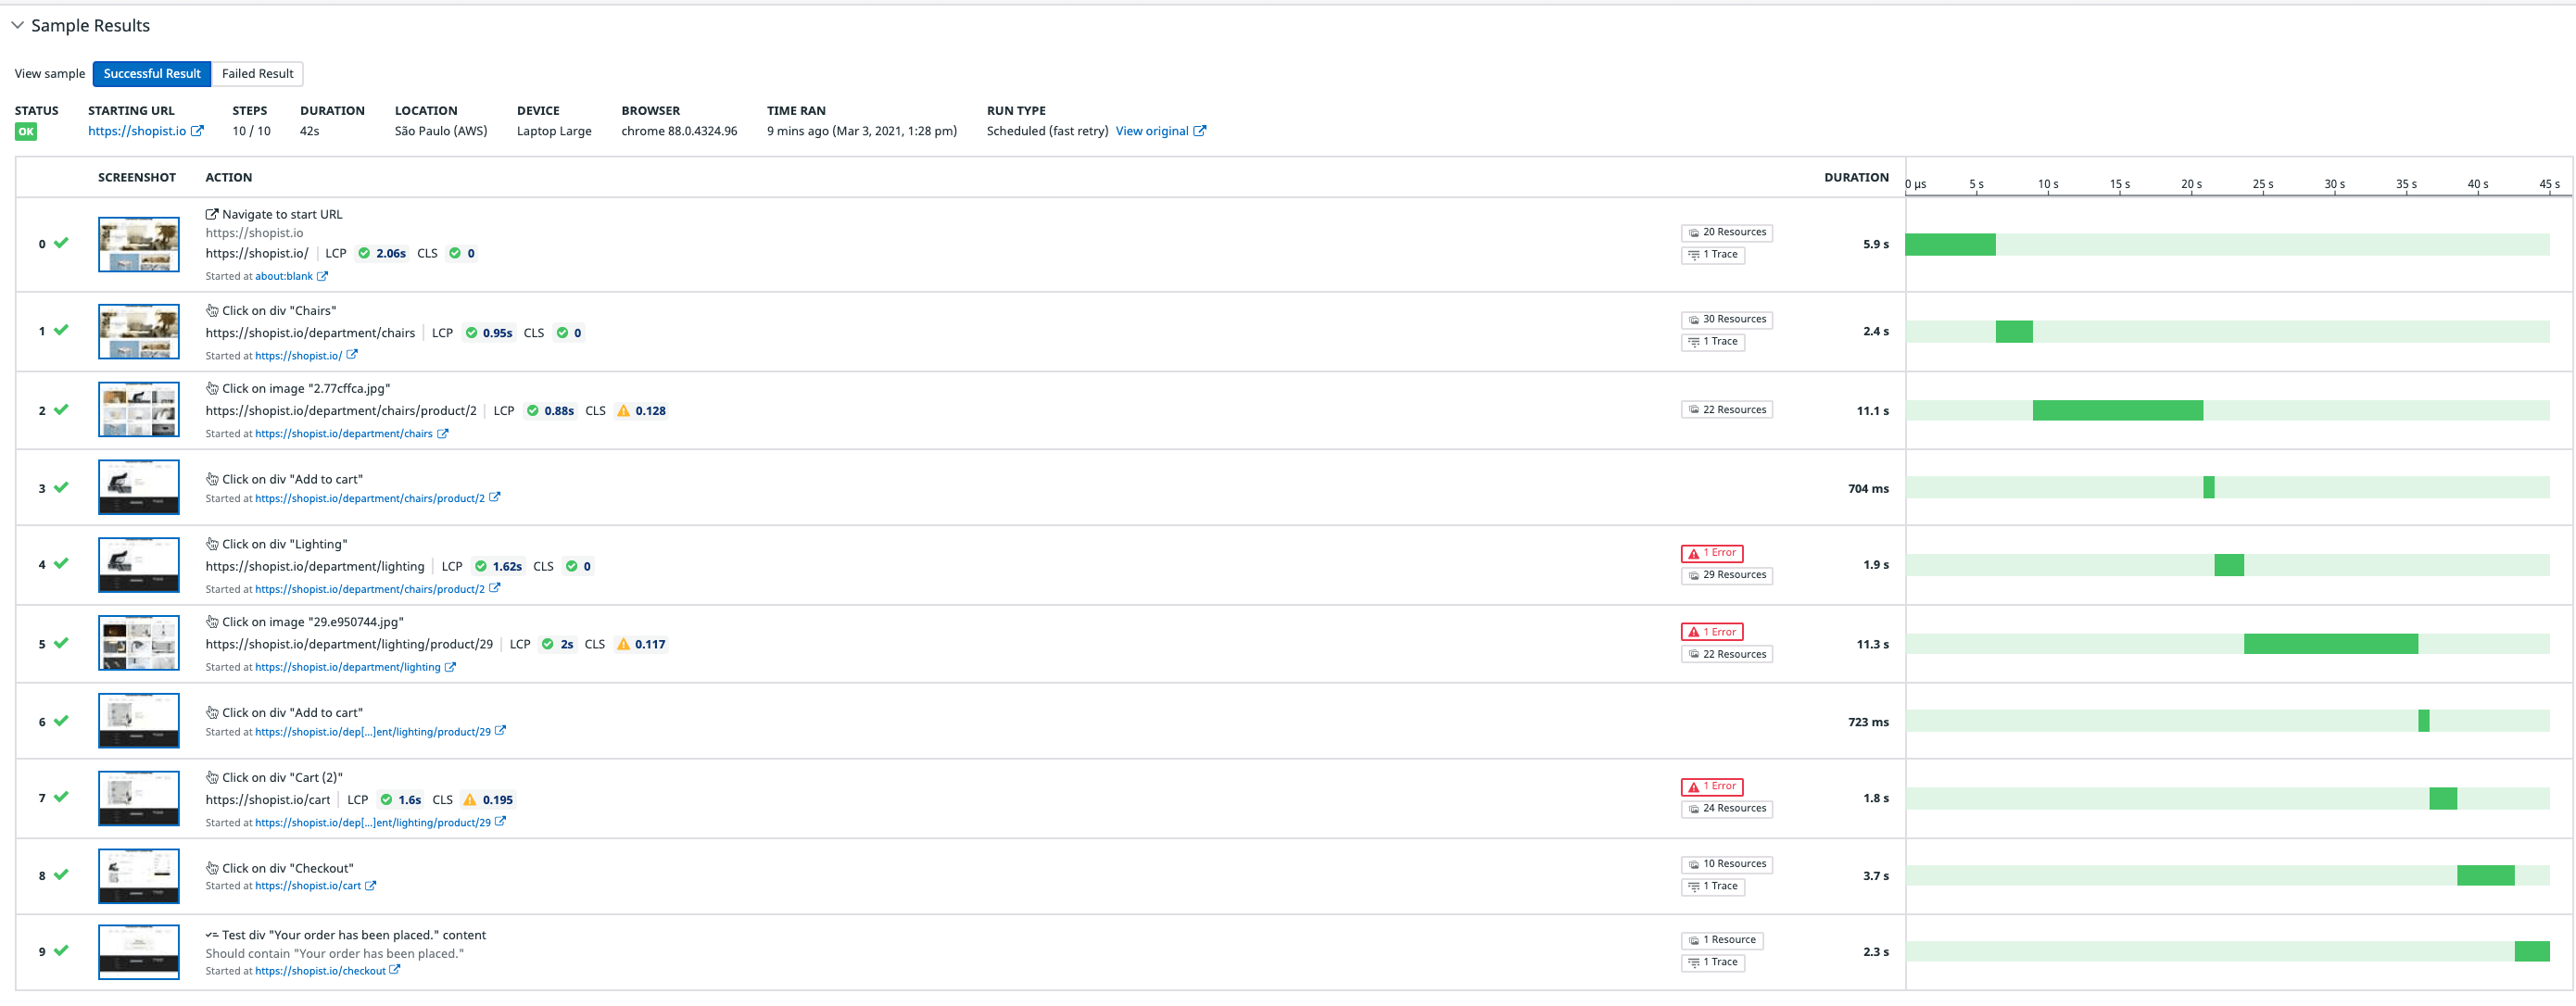 Sample Results
View sample Successful Result Failed Result
STATUS STARTING URL STEPS DURATION LOCATION DEVICE BROWSER TIME RAN RUN TYPE
OK https://shopist.io 10 / 10 42s São Paulo (AWS) Laptop Large chrome 88.0.4324.96 9 mins ago (Mar 3, 2021, 1:28 pm) Scheduled (fast retry) View original
SCREENSHOT ACTION DURATION 0 µs 5 s 10 s 15 s 20 s 25 s 30 s 35 s 40 s 45 s
Navigate to start URL
https://shopist.io 20 Resources
0 5.9 s
https://shopist.io/ LCP 2.06s CLS 0 1 Trace
Started at about:blank
Click on div "Chairs" 30 Resources
1 https://shopist.io/department/chairs LCP 0.95s CLS 0 2.4 s
1 Trace
Started at https://shopist.io/
Click on image "2.77cffca.jpg"
2 https://shopist.io/department/chairs/product/2 LCP 0.88s CLS 0.128 22 Resources 11.1 s
Started at https://shopist.io/department/chairs
Click on div "Add to cart"
3 704 ms
Started at https://shopist.io/department/chairs/product/2
Click on div "Lighting" 1 Error
4 https://shopist.io/department/lighting LCP 1.62s CLS 0 1.9 s
29 Resources
Started at https://shopist.io/department/chairs/product/2
Click on image "29.e950744.jpg" 1 Error
5 https://shopist.io/department/lighting/product/29 LCP 2s CLS 0.117 11.3 s
22 Resources
Started at https://shopist.io/department/lighting
Click on div "Add to cart"
6 723 ms
Started at https://shopist.io/dep[...]ent/lighting/product/29
Click on div "Cart (2)" 1 Error
7 https://shopist.io/cart LCP 1.6s CLS 0.195 1.8 s
24 Resources
Started at https://shopist.io/dep[...]ent/lighting/product/29
Click on div "Checkout" 10 Resources
8 3.7 s
Started at https://shopist.io/cart 1 Trace
Test div "Your order has been placed." content 1 Resource
9 Should contain "Your order has been placed." 2.3 s
1 Trace
Started at https://shopist.io/checkout